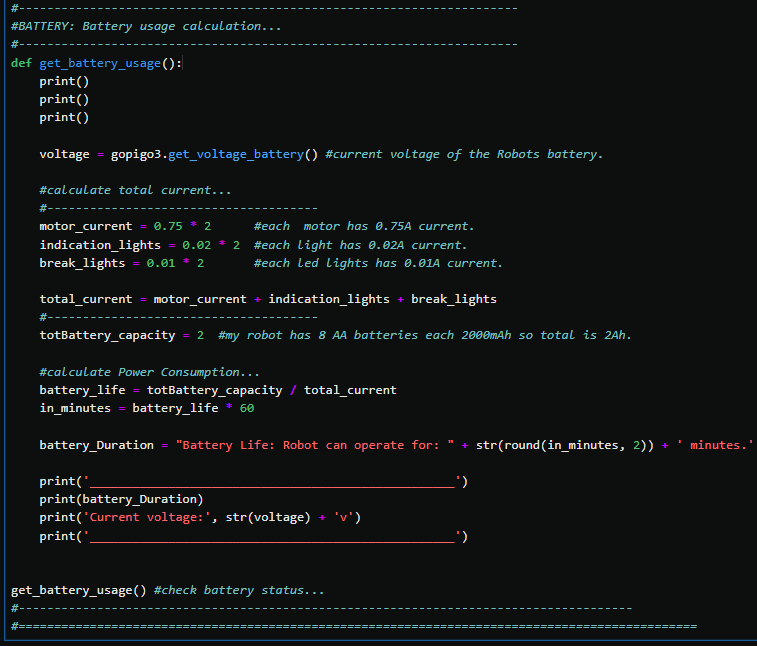 #----------------------------------------------------------------------
#BATTERY: Battery usage calculation...
#----------------------------------------------------------------------
def get_battery_usage():
    print()
    print()
    print()

    voltage = gopigo3.get_voltage_battery() #current voltage of the Robots battery.

    #calculate total current...
    #--------------------------------------
    motor_current = 0.75 * 2      #each  motor has 0.75A current.
    indication_lights = 0.02 * 2  #each light has 0.02A current.
    break_lights = 0.01 * 2       #each led lights has 0.01A current.

    total_current = motor_current + indication_lights + break_lights
    #--------------------------------------
    totBattery_capacity = 2  #my robot has 8 AA batteries each 2000mAh so total is 2Ah.

    #calculate Power Consumption...
    battery_life = totBattery_capacity / total_current
    in_minutes = battery_life * 60

    battery_Duration = "Battery Life: Robot can operate for: " + str(round(in_minutes, 2)) + ' minutes.'

    print('___________________________________________________')
    print(battery_Duration)
    print('Current voltage:', str(voltage) + 'v')
    print('___________________________________________________')


get_battery_usage() #check battery status...
#--------------------------------------------------------------------------------------
#===============================================================================================